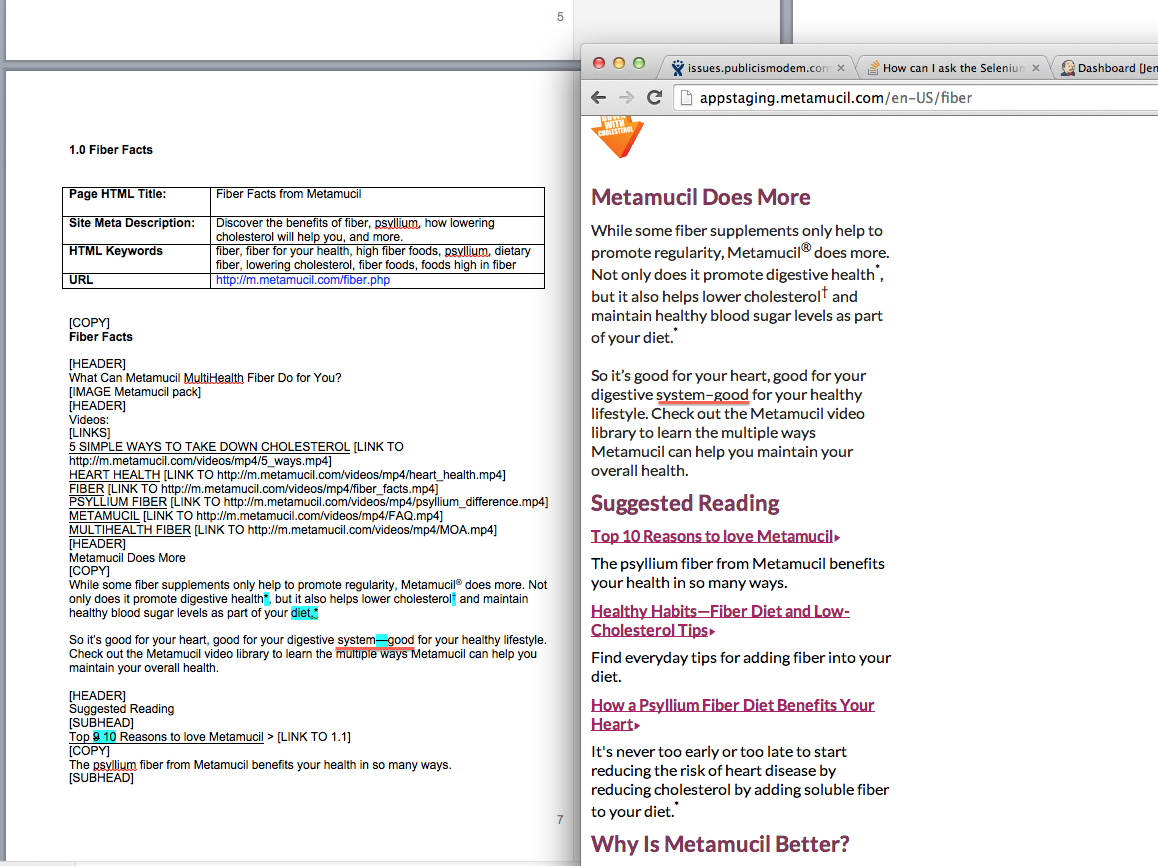 5
1.0 Fiber Facts
Page HTML Title: Fiber Facts from Metamucil
Site Meta Description: Discover the benefits of fiber, psyllium, how lowering
cholesterol will help you, and more.
HTML Keywords fiber, fiber for your health, high fiber foods, psyllium, dietary
fiber, lowering cholesterol, fiber foods, foods high in fiber
URL http://m.metamucil.com/fiber.php
[COPY]
Fiber Facts
[HEADER]
What Can Metamucil MultiHealth Fiber Do for You?
[IMAGE Metamucil pack]
[HEADER]
Videos:
[LINKS]
5 SIMPLE WAYS TO TAKE DOWN CHOLESTEROL [LINK TO
http://m.metamucil.com/videos/mp4/5_ways.mp4]
HEART HEALTH [LINK TO http://m.metamucil.com/videos/mp4/heart_health.mp4]
FIBER [LINK TO http://m.metamucil.com/videos/mp4/fiber_facts.mp4]
PSYLLIUM FIBER [LINK TO http://m.metamucil.com/videos/mp4/psyllium_difference.mp4]
METAMUCIL [LINK TO http://m.metamucil.com/videos/mp4/FAQ.mp4]
MULTIHEALTH FIBER [LINK TO http://m.metamucil.com/videos/mp4/MOA.mp4]
[HEADER]
Metamucil Does More
[COPY]
While some fiber supplements only help to promote regularity, Metamucil® does more. Not
only does it promote digestive health*, but it also helps lower cholesterol† and maintain
healthy blood sugar levels as part of your diet.*
So it's good for your heart, good for your digestive system—good for your healthy lifestyle.
Check out the Metamucil video library to learn the multiple ways Metamucil can help you
maintain your overall health.
[HEADER]
Suggested Reading
[SUBHEAD]
Top 9 10 Reasons to love Metamucil > [LINK TO 1.1]
[COPY]
The psyllium fiber from Metamucil benefits your health in so many ways.
[SUBHEAD]
7
issues.publicismodem.com ×
How can I ask the Selenium ×
Dashboard [Jen
appstaging.metamucil.com/en-US/fiber
DOWN
WITH
CHOLESTEROL
Metamucil Does More
While some fiber supplements only help to
promote regularity, Metamucil® does more.
Not only does it promote digestive health*,
but it also helps lower cholesterol† and
maintain healthy blood sugar levels as part
of your diet.*
So it's good for your heart, good for your
digestive system–good for your healthy
lifestyle. Check out the Metamucil video
library to learn the multiple ways
Metamucil can help you maintain your
overall health.
Suggested Reading
Top 10 Reasons to love Metamucil▸
The psyllium fiber from Metamucil benefits
your health in so many ways.
Healthy Habits—Fiber Diet and Low-
Cholesterol Tips▸
Find everyday tips for adding fiber into your
diet.
How a Psyllium Fiber Diet Benefits Your
Heart▸
It's never too early or too late to start
reducing the risk of heart disease by
reducing cholesterol by adding soluble fiber
to your diet.*
Why Is Metamucil Better?